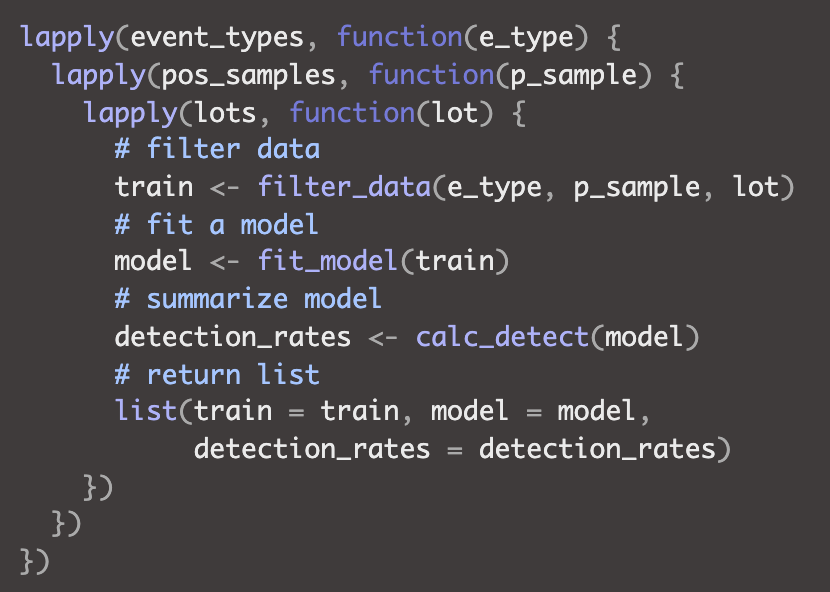 lapply(event_types, function(e_type) {
  lapply(pos_samples, function(p_sample) {
    lapply(lots, function(lot) {
      # filter data
      train <- filter_data(e_type, p_sample, lot)
      # fit a model
      model <- fit_model(train)
      # summarize model
      detection_rates <- calc_detect(model)
      # return list
      list(train = train, model = model,
           detection_rates = detection_rates)
    })
  })
})